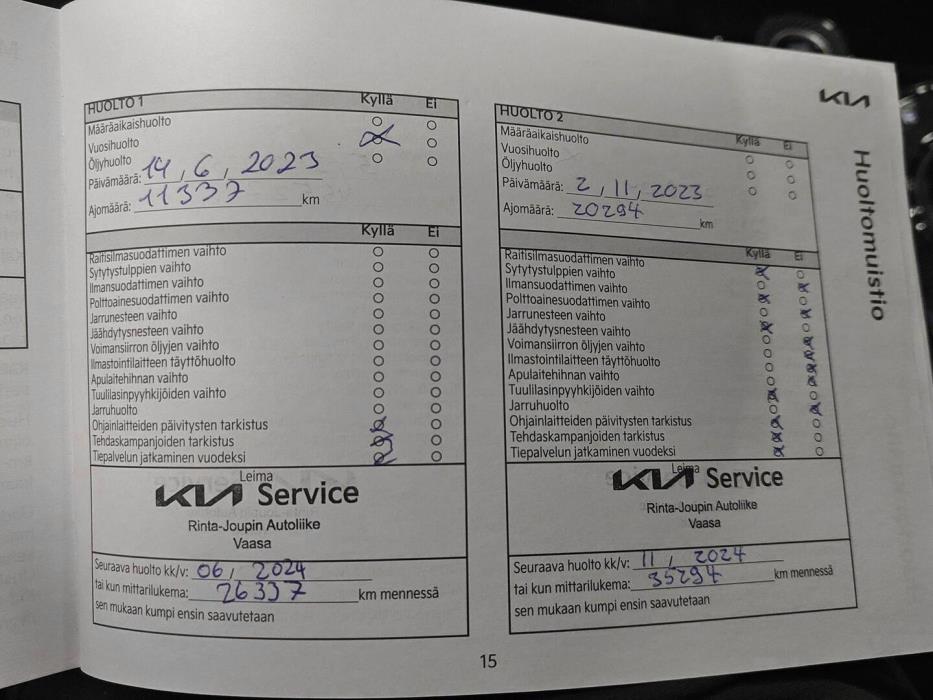 KIA
Huoltomuistio
HUOLTO 1 Kyllä Ei
Määräaikaishuolto
Vuosihuolto
Öljyhuolto
Päivämäärä: 14, 6, 2023
Ajomäärä: 11337 km
Kyllä Ei
Raitisilmasuodattimen vaihto
Sytytystulppien vaihto
Ilmansuodattimen vaihto
Polttoainesuodattimen vaihto
Jarrunesteen vaihto
Jäähdytysnesteen vaihto
Voimansiirron öljyjen vaihto
Ilmastointilaitteen täyttöhuolto
Apulaitehihnan vaihto
Tuulilasinpyyhkijöiden vaihto
Jarruhuolto
Ohjainlaitteiden päivitysten tarkistus
Tehdaskampanjoiden tarkistus
Tiepalvelun jatkaminen vuodeksi
Leima
KIA Service
Rinta-Joupin Autoliike
Vaasa
Seuraava huolto kk/v: 06, 2024
tai kun mittarilukema: 26337 km mennessä
sen mukaan kumpi ensin saavutetaan
HUOLTO 2 Kyllä Ei
Määräaikaishuolto
Vuosihuolto
Öljyhuolto
Päivämäärä: 2, 11, 2023
Ajomäärä: 20294 km
Kyllä Ei
Raitisilmasuodattimen vaihto
Sytytystulppien vaihto
Ilmansuodattimen vaihto
Polttoainesuodattimen vaihto
Jarrunesteen vaihto
Jäähdytysnesteen vaihto
Voimansiirron öljyjen vaihto
Ilmastointilaitteen täyttöhuolto
Apulaitehihnan vaihto
Tuulilasinpyyhkijöiden vaihto
Jarruhuolto
Ohjainlaitteiden päivitysten tarkistus
Tehdaskampanjoiden tarkistus
Tiepalvelun jatkaminen vuodeksi
Leima
KIA Service
Rinta-Joupin Autoliike
Vaasa
Seuraava huolto kk/v: 11, 2024
tai kun mittarilukema: 35294 km mennessä
sen mukaan kumpi ensin saavutetaan
15